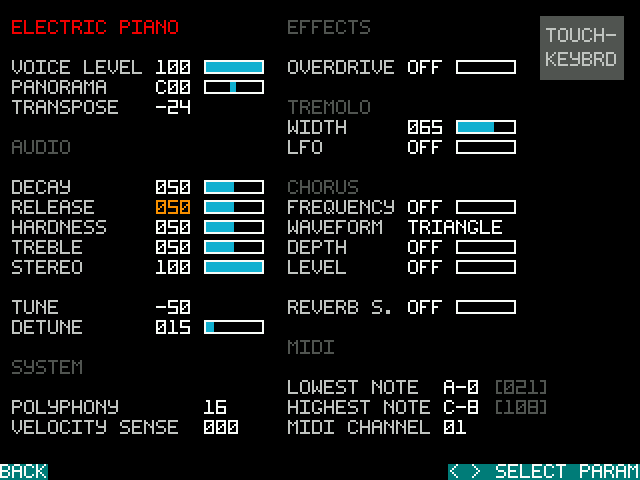 ELECTRIC PIANO
VOICE LEVEL 100
PANORAMA C00
TRANSPOSE -24
AUDIO
DECAY 050
RELEASE 050
HARDNESS 050
TREBLE 050
STEREO 100
TUNE -50
DETUNE 015
SYSTEM
POLYPHONY 16
VELOCITY SENSE 000
EFFECTS
OVERDRIVE OFF
TREMOLO
WIDTH 065
LFO OFF
CHORUS
FREQUENCY OFF
WAVEFORM TRIANGLE
DEPTH OFF
LEVEL OFF
REVERB S. OFF
MIDI
LOWEST NOTE A-0 [021]
HIGHEST NOTE C-8 [108]
MIDI CHANNEL 01
TOUCH-
KEYBRD
BACK
< > SELECT PARAM